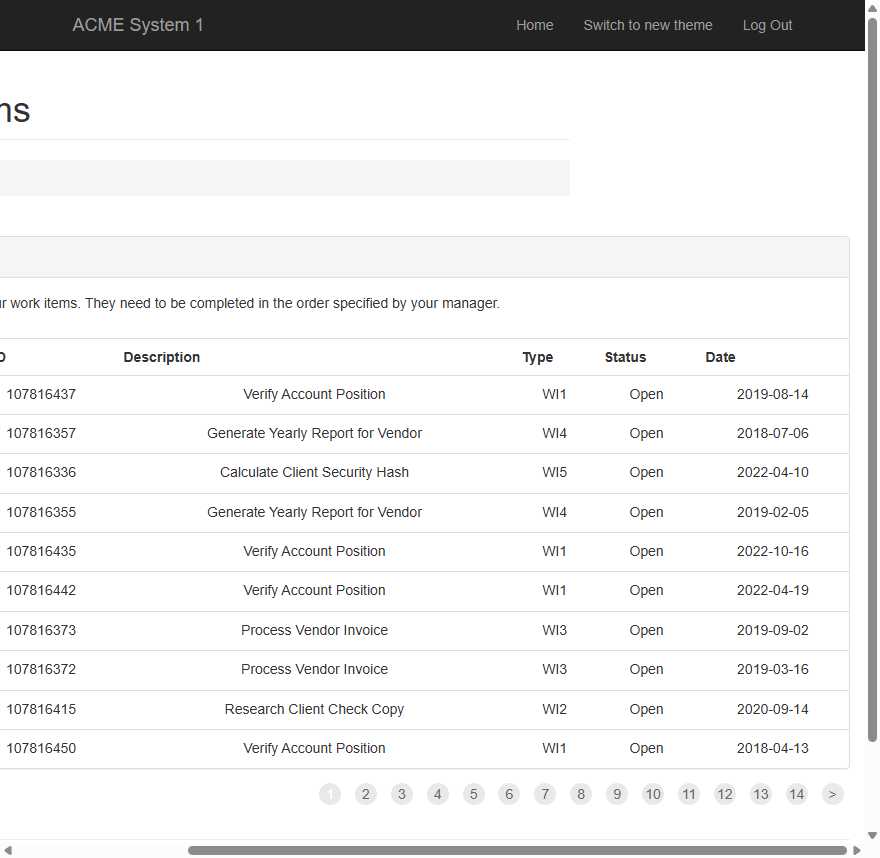 ACME System 1 Home Switch to new theme Log Out
ns
r work items. They need to be completed in the order specified by your manager.
D Description Type Status Date
107816437 Verify Account Position WI1 Open 2019-08-14
107816357 Generate Yearly Report for Vendor WI4 Open 2018-07-06
107816336 Calculate Client Security Hash WI5 Open 2022-04-10
107816355 Generate Yearly Report for Vendor WI4 Open 2019-02-05
107816435 Verify Account Position WI1 Open 2022-10-16
107816442 Verify Account Position WI1 Open 2022-04-19
107816373 Process Vendor Invoice WI3 Open 2019-09-02
107816372 Process Vendor Invoice WI3 Open 2019-03-16
107816415 Research Client Check Copy WI2 Open 2020-09-14
107816450 Verify Account Position WI1 Open 2018-04-13
1 2 3 4 5 6 7 8 9 10 11 12 13 14 >